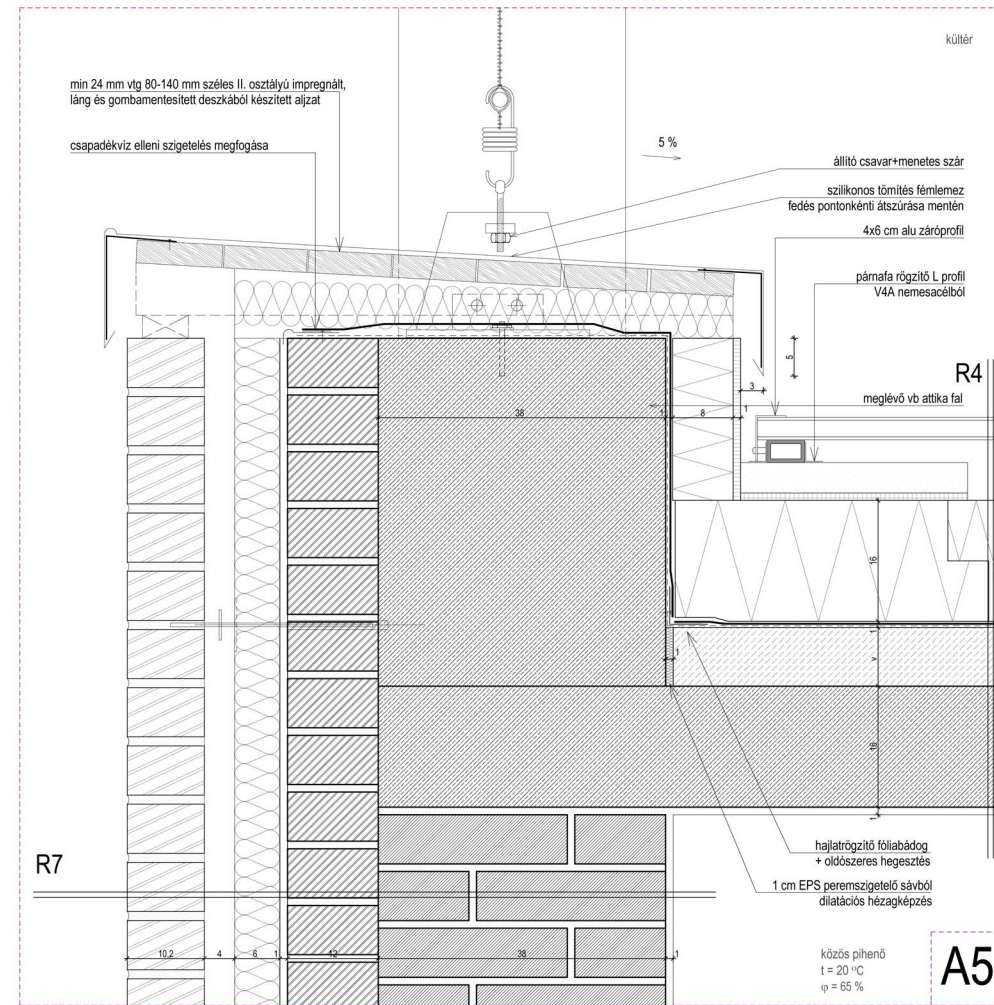 kültér
min 24 mm vtg 80-140 mm széles II. osztályú impregnált,
láng és gombamentesített deszkából készített aljzat
csapadékvíz elleni szigetelés megfogása
5 %
állító csavar+menetes szár
szilikonos tömítés fémlemez
fedés pontonkénti átszúrása mentén
4x6 cm alu záróprofil
párnafa rögzítő L profil
V4A nemesacélból
5
3
R4
meglévő vb attika fal
38
1
8
1
16
1
1
v
16
1
hajlatrögzítő fóliabádog
+ oldószeres hegesztés
1 cm EPS peremszigetelő sávból
dilatációs hézagképzés
R7
10,2
4
6
1
12
38
1
közös pihenő
t = 20 °C
φ = 65 %
A5